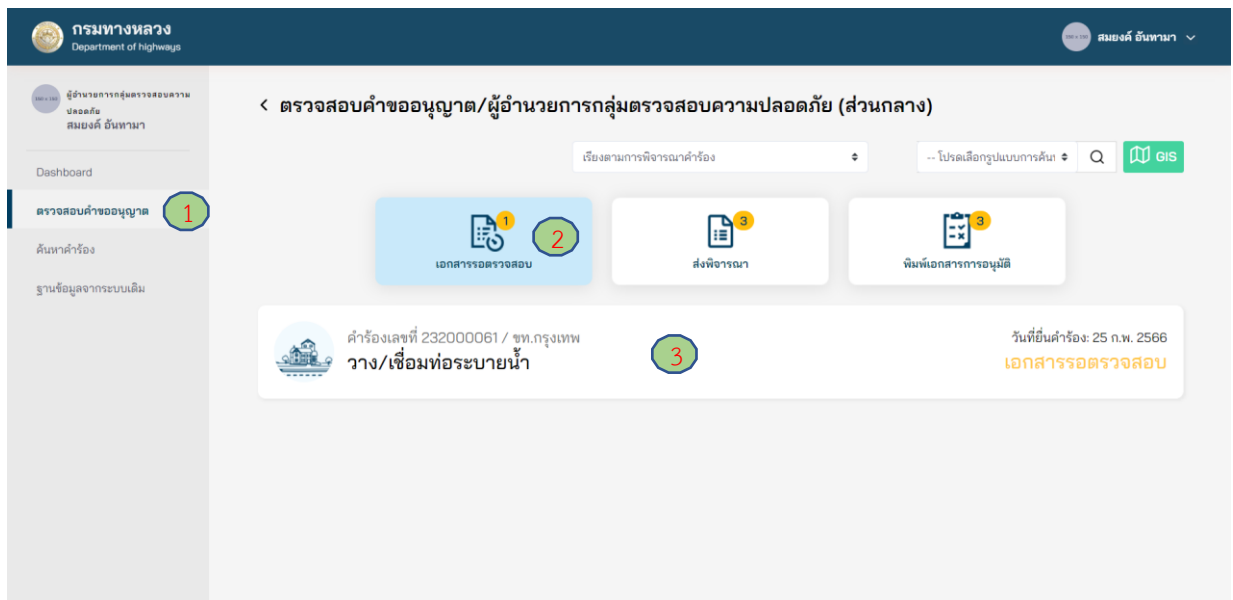 กรมทางหลวง
Department of highways
สมยงค์ อันทามา
ผู้อำนวยการกลุ่มตรวจสอบความ
ปลอดภัย
สมยงค์ อันทามา
Dashboard
ตรวจสอบคำขออนุญาต 1
ค้นหาคำร้อง
ฐานข้อมูลจากระบบเดิม
< ตรวจสอบคำขออนุญาต/ผู้อำนวยการกลุ่มตรวจสอบความปลอดภัย (ส่วนกลาง)
เรียงตามการพิจารณาคำร้อง
-- โปรดเลือกรูปแบบการค้นหา
GIS
1
2
เอกสารรอตรวจสอบ
3
ส่งพิจารณา
3
พิมพ์เอกสารการอนุมัติ
คำร้องเลขที่ 232000061 / ขท.กรุงเทพ
วาง/เชื่อมท่อระบายน้ำ
3
วันที่ยื่นคำร้อง: 25 ก.พ. 2566
เอกสารรอตรวจสอบ